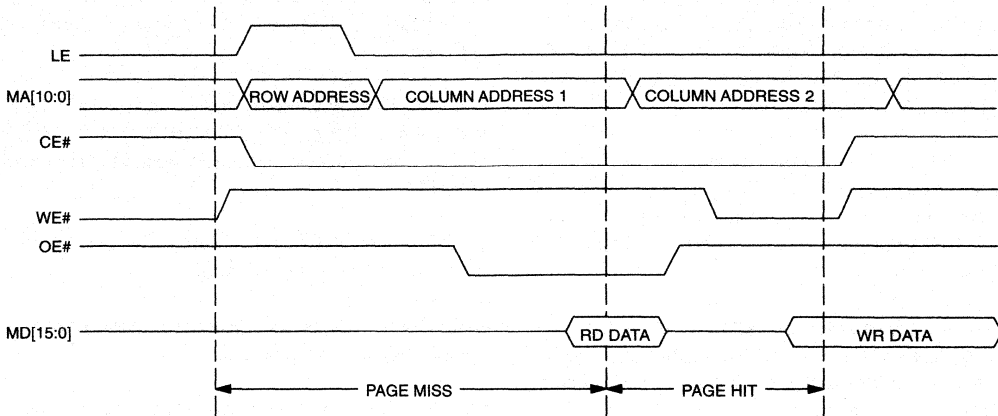 LE
MA[10:0]
ROW ADDRESS
COLUMN ADDRESS 1
COLUMN ADDRESS 2
CE#
WE#
OE#
MD[15:0]
RD DATA
WR DATA
PAGE MISS
PAGE HIT